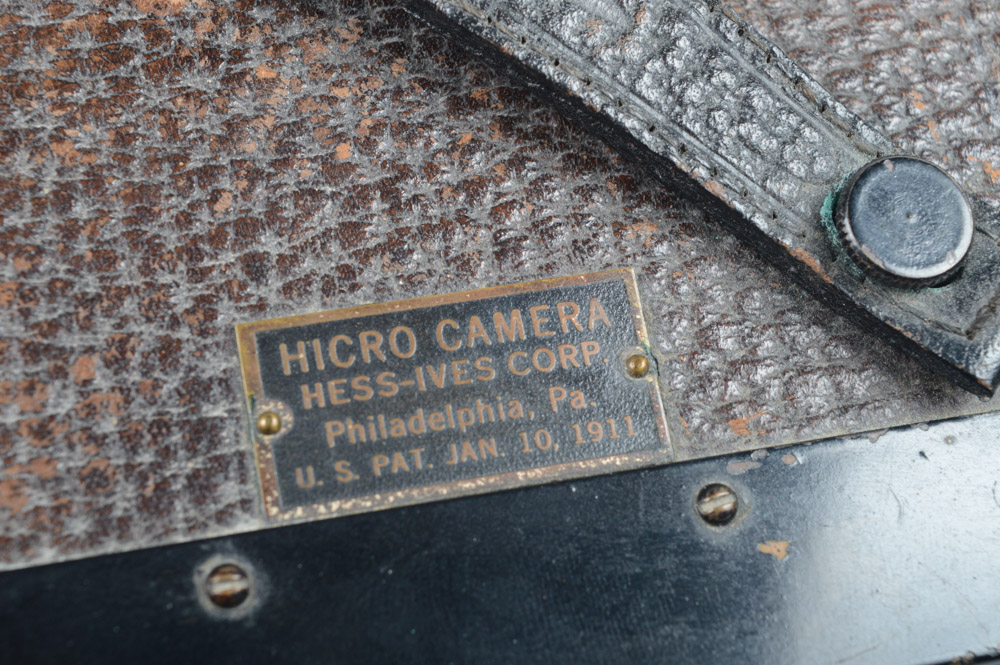 HICRO CAMERA
HESS-IVES CORP.
Philadelphia, Pa.
U. S. PAT. JAN. 10, 1911